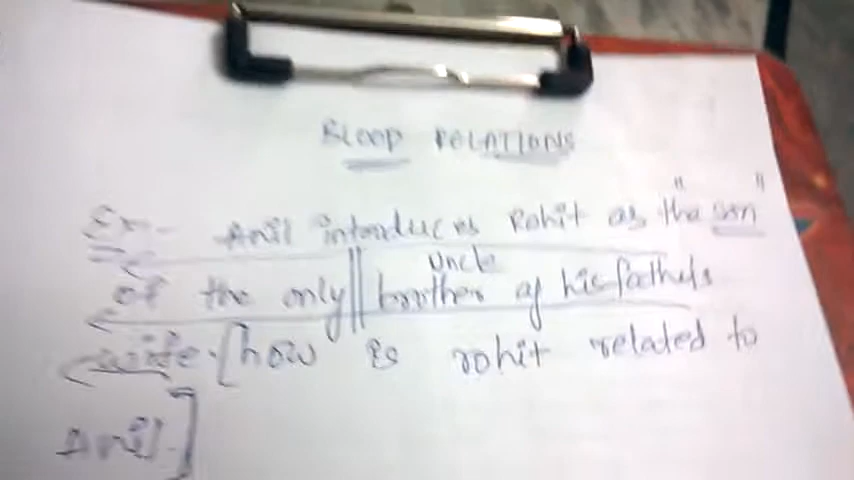 BLOOD RELATIONS
Ex- Anil introduces Rohit as "the son"
uncle
of the only brother of his father's
wife. [how is rohit related to
Anil.]